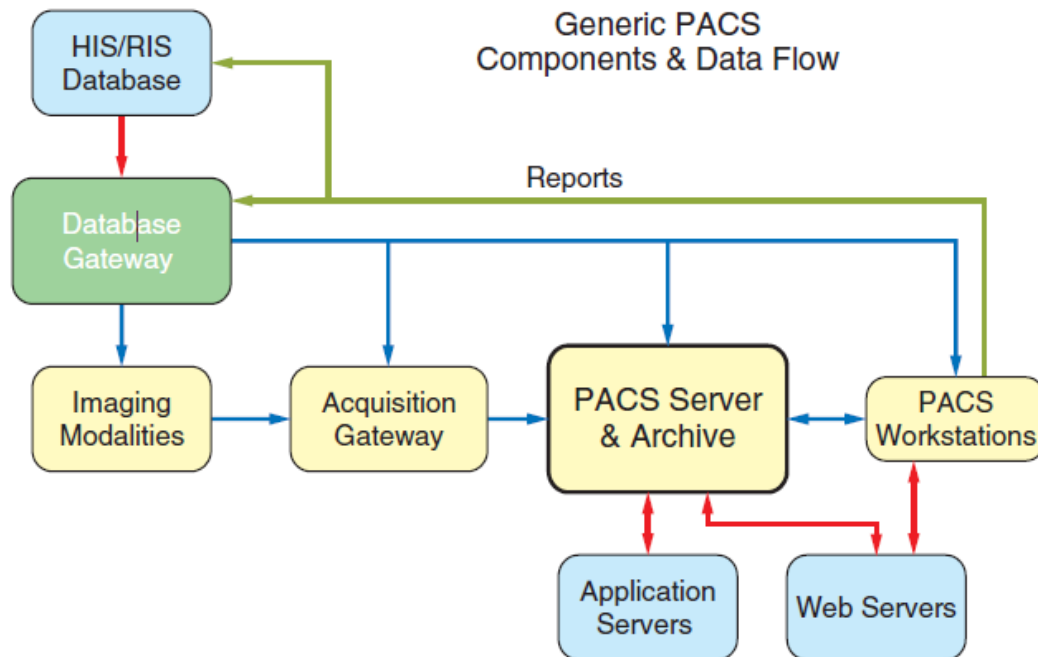 Generic PACS
Components & Data Flow
HIS/RIS
Database
Reports
Database
Gateway
Imaging
Modalities
Acquisition
Gateway
PACS Server
& Archive
PACS
Workstations
Application
Servers
Web Servers